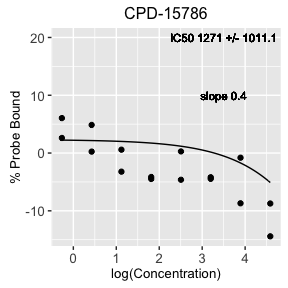 CPD-15786
IC50 1271 +/- 1011.1
slope 0.4
20
10
0
-10
% Probe Bound
0
1
2
3
4
log(Concentration)